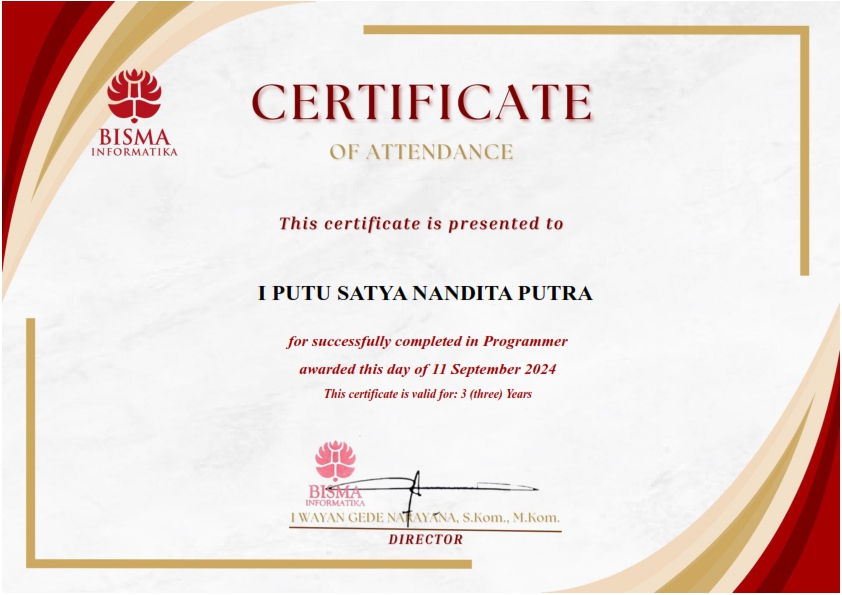 BISMA
INFORMATIKA
CERTIFICATE
OF ATTENDANCE
This certificate is presented to
I PUTU SATYA NANDITA PUTRA
for successfully completed in Programmer
awarded this day of 11 September 2024
This certificate is valid for: 3 (three) Years
BISMA
INFORMATIKA
I WAYAN GEDE NARAYANA, S.Kom., M.Kom.
DIRECTOR